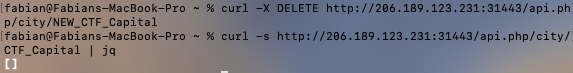 [fabian@Fabians-MacBook-Pro ~ % curl -X DELETE http://206.189.123.231:31443/api.ph
p/city/NEW_CTF_Capital
[fabian@Fabians-MacBook-Pro ~ % curl -s http://206.189.123.231:31443/api.php/city/
CTF_Capital | jq
[]